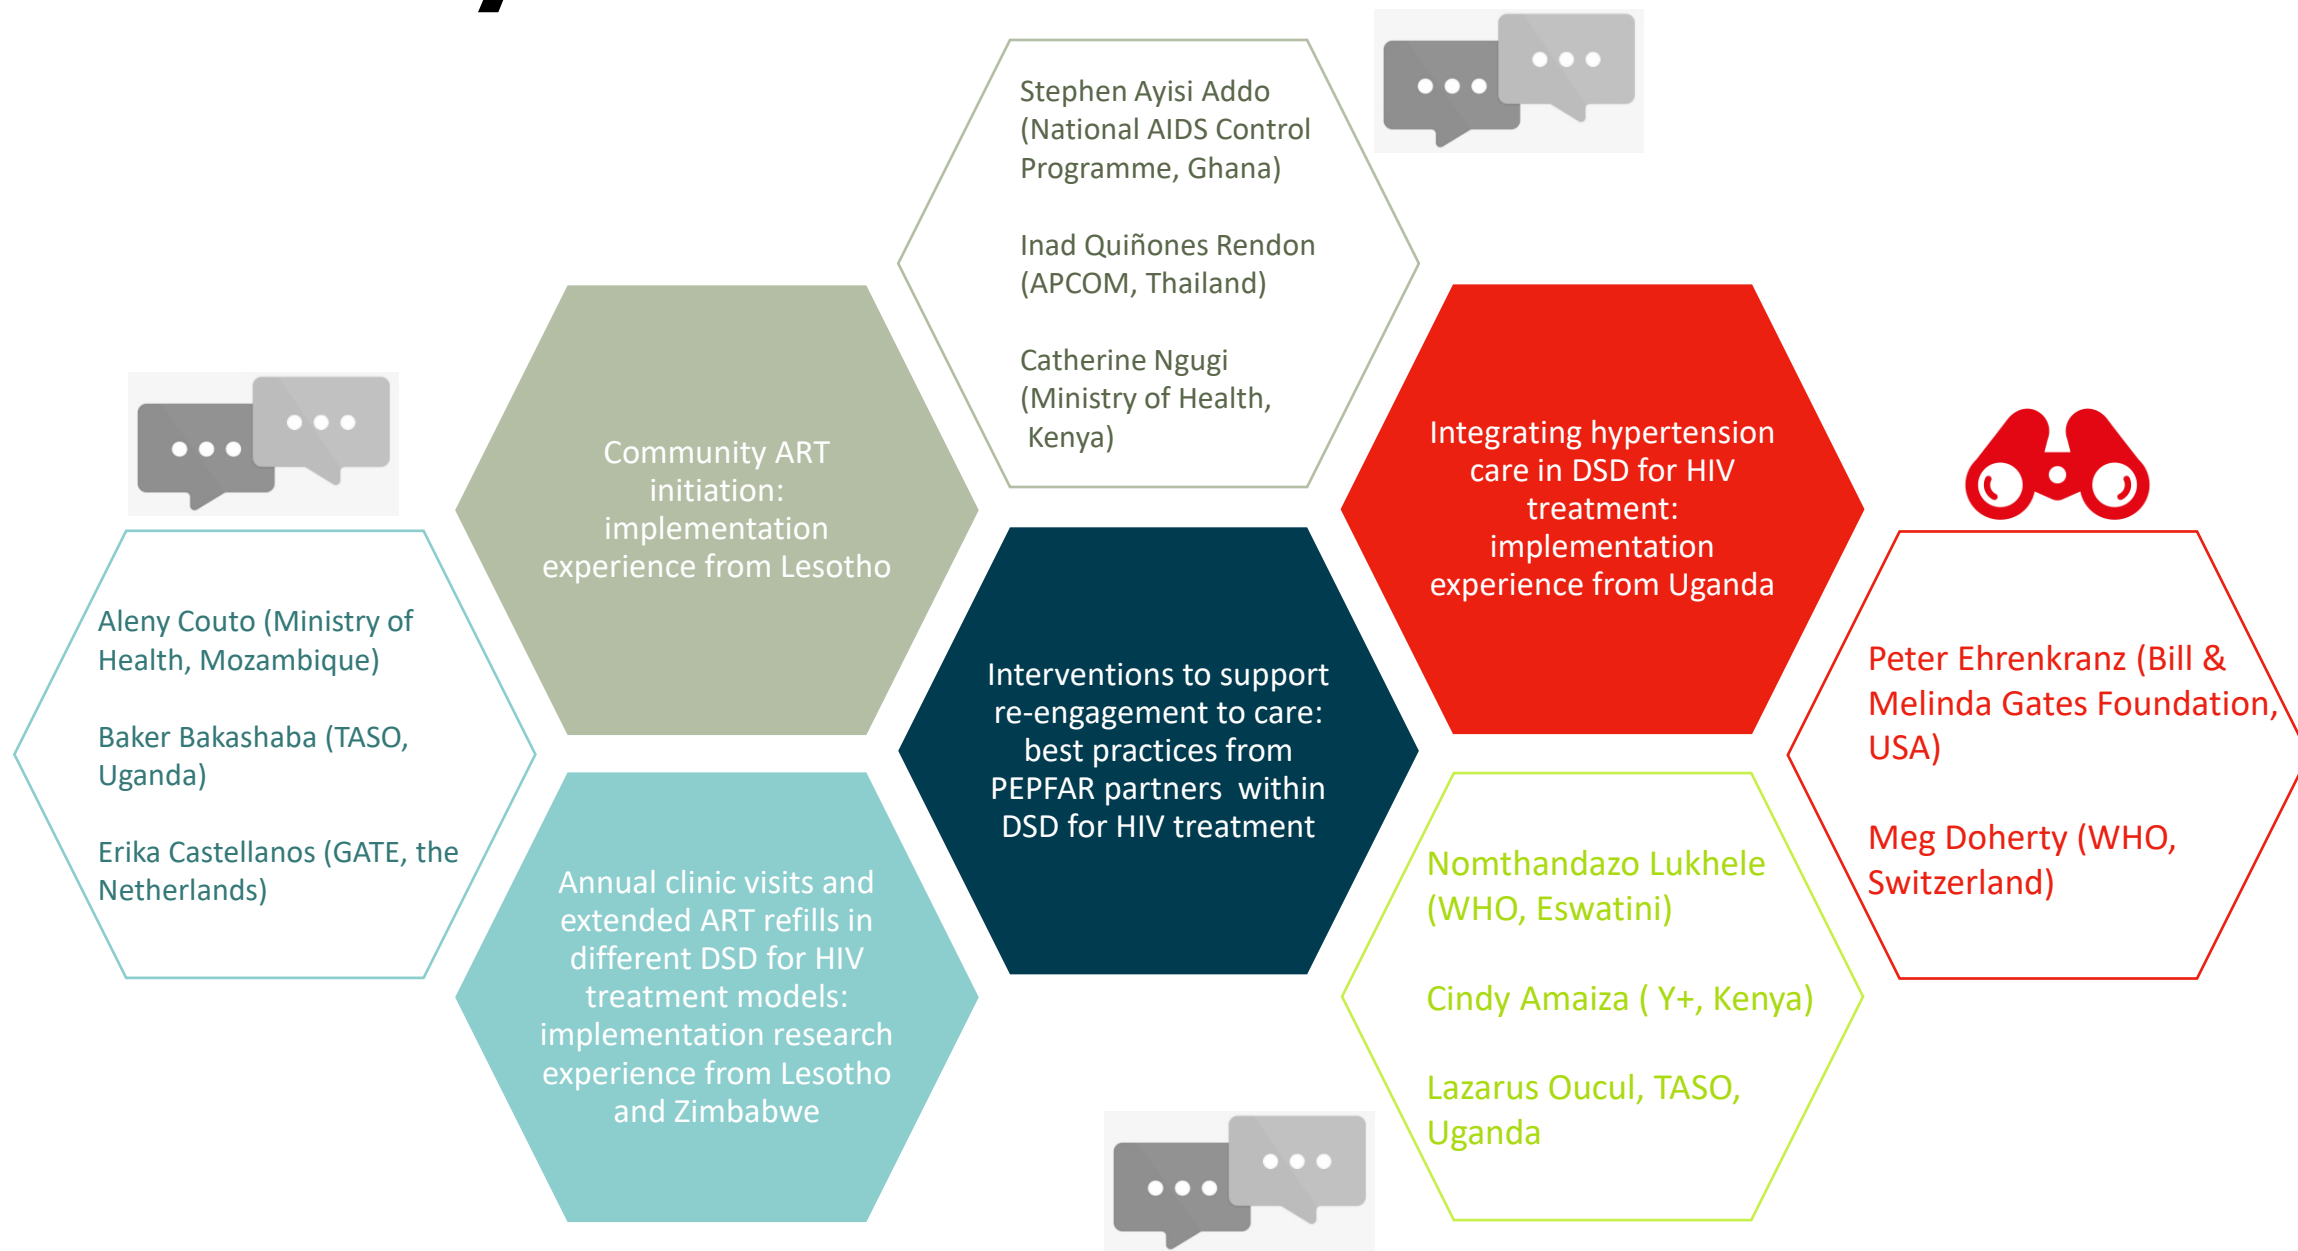 Stephen Ayisi Addo
(National AIDS Control
Programme, Ghana)
Inad Quiñones Rendon
(APCOM, Thailand)
Catherine Ngugi
(Ministry of Health,
Kenya)
Community ART
initiation:
implementation
experience from Lesotho
Integrating hypertension
care in DSD for HIV
treatment:
implementation
experience from Uganda
Aleny Couto (Ministry of
Health, Mozambique)
Baker Bakashaba (TASO,
Uganda)
Erika Castellanos (GATE, the
Netherlands)
Interventions to support
re-engagement to care:
best practices from
PEPFAR partners within
DSD for HIV treatment
Peter Ehrenkranz (Bill &
Melinda Gates Foundation,
USA)
Meg Doherty (WHO,
Switzerland)
Annual clinic visits and
extended ART refills in
different DSD for HIV
treatment models:
implementation research
experience from Lesotho
and Zimbabwe
Nomthandazo Lukhele
(WHO, Eswatini)
Cindy Amaiza ( Y+, Kenya)
Lazarus Oucul, TASO,
Uganda